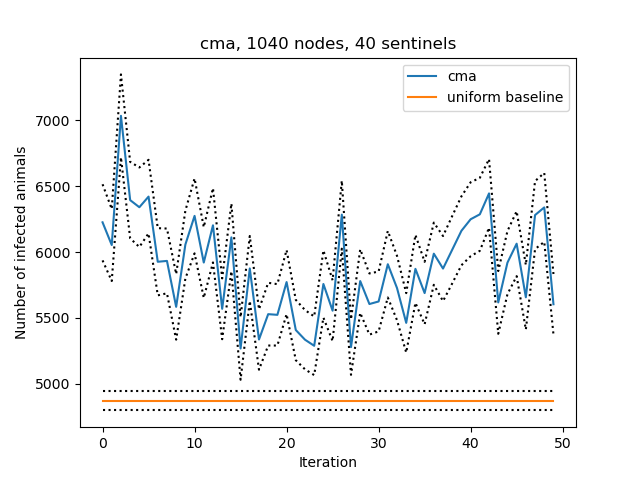 cma, 1040 nodes, 40 sentinels
cma
uniform baseline
Number of infected animals
7000
6500
6000
5500
5000
0 10 20 30 40 50
Iteration